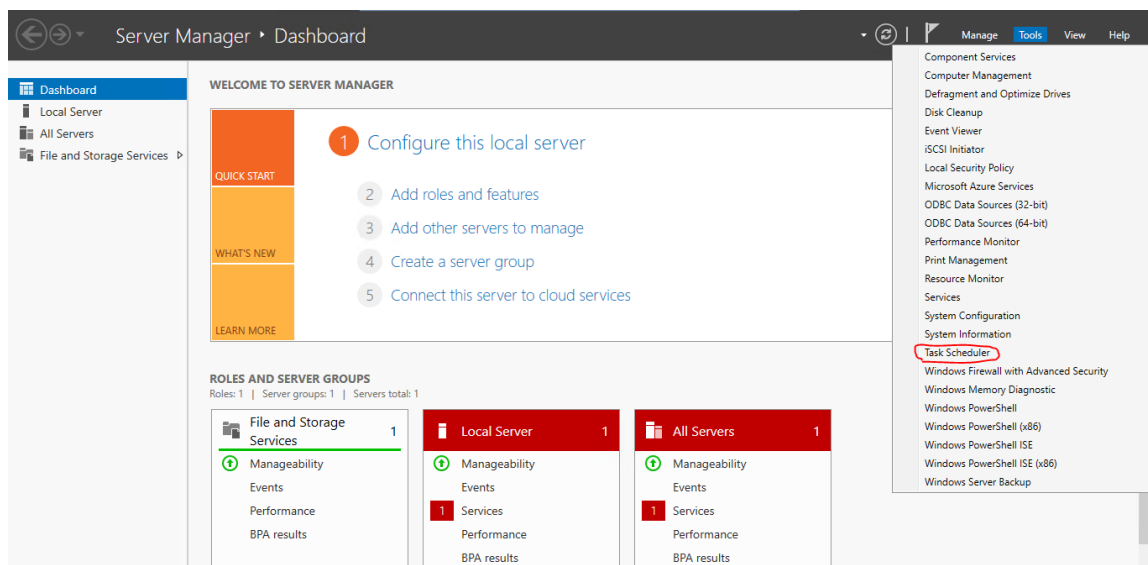 Server Manager ‣ Dashboard
Manage Tools View Help
Dashboard
Local Server
All Servers
File and Storage Services
WELCOME TO SERVER MANAGER
QUICK START
WHAT'S NEW
LEARN MORE
1 Configure this local server
2 Add roles and features
3 Add other servers to manage
4 Create a server group
5 Connect this server to cloud services
ROLES AND SERVER GROUPS
Roles: 1 | Server groups: 1 | Servers total: 1
File and Storage
Services 1
Manageability
Events
Performance
BPA results
Local Server 1
Manageability
Events
1 Services
Performance
BPA results
All Servers 1
Manageability
Events
1 Services
Performance
BPA results
Component Services
Computer Management
Defragment and Optimize Drives
Disk Cleanup
Event Viewer
iSCSI Initiator
Local Security Policy
Microsoft Azure Services
ODBC Data Sources (32-bit)
ODBC Data Sources (64-bit)
Performance Monitor
Print Management
Resource Monitor
Services
System Configuration
System Information
Task Scheduler
Windows Firewall with Advanced Security
Windows Memory Diagnostic
Windows PowerShell
Windows PowerShell (x86)
Windows PowerShell ISE
Windows PowerShell ISE (x86)
Windows Server Backup